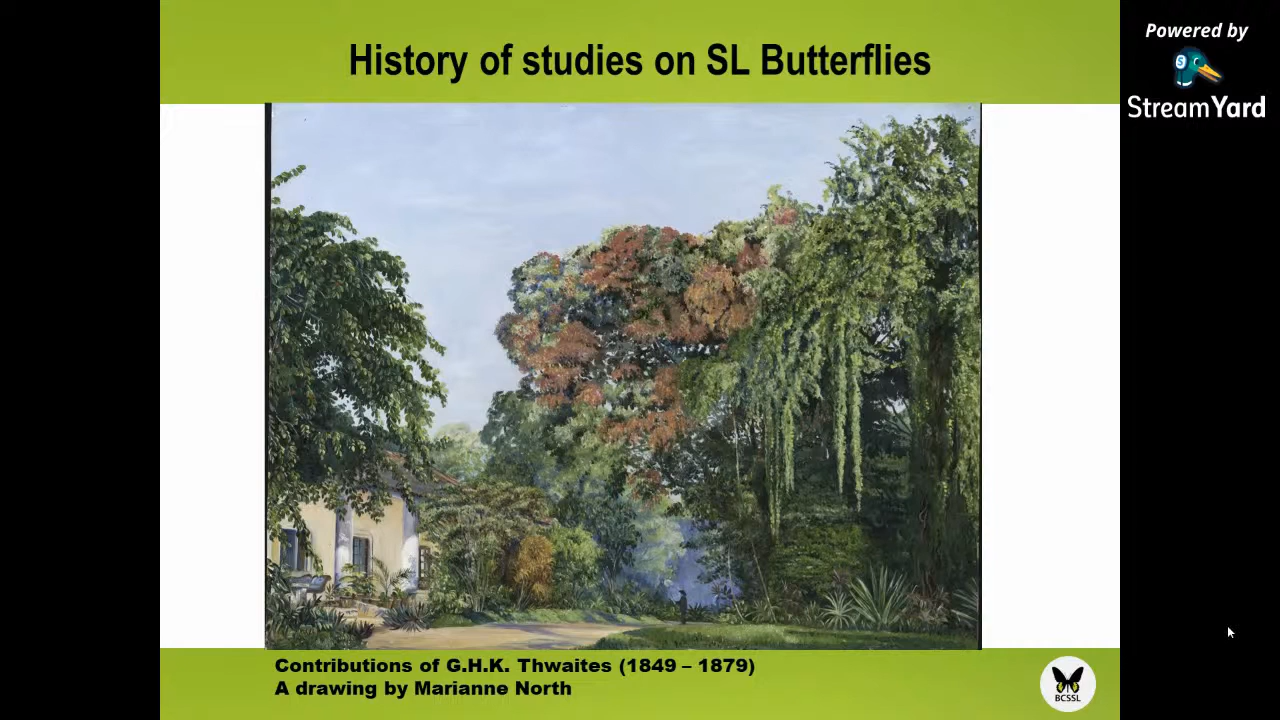 History of studies on SL Butterflies
Powered by
StreamYard
Contributions of G.H.K. Thwaites (1849 – 1879)
A drawing by Marianne North
BCSSL